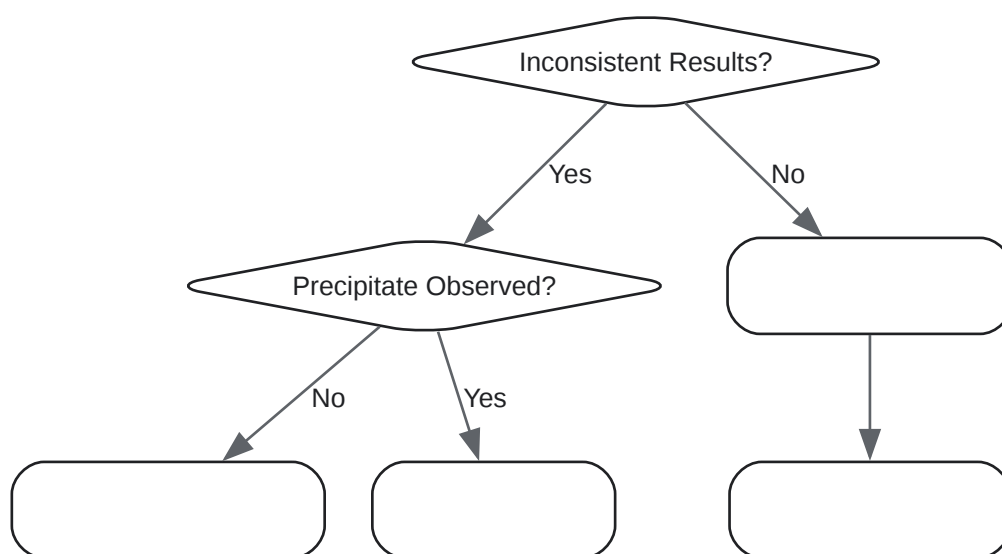 Inconsistent Results?
Yes
No
Precipitate Observed?
No
Yes